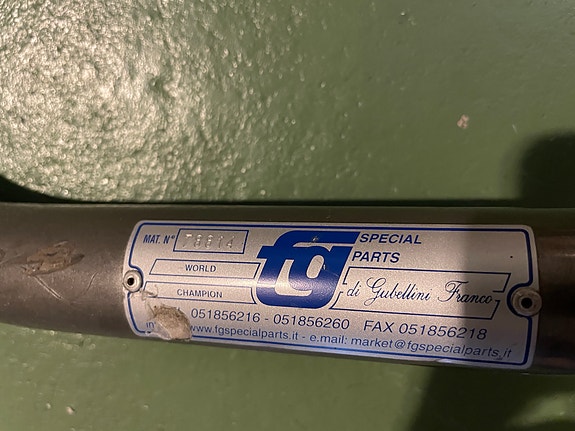 MAT. N°
fg
SPECIAL
PARTS
WORLD
CHAMPION
di Gubellini Franco
051856216 - 051856260 FAX 051856218
www.fgspecialparts.it - e.mail: market@fgspecialparts.it